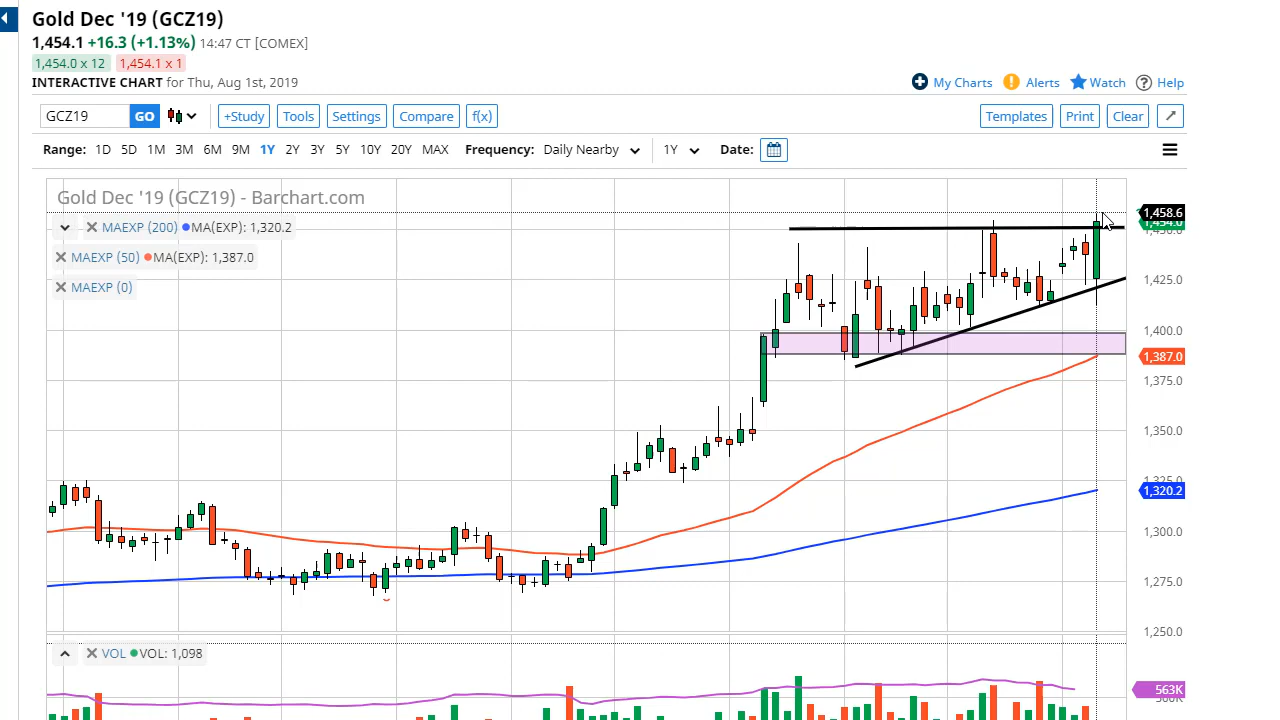 Gold Dec '19 (GCZ19)
1,454.1 +16.3 (+1.13%) 14:47 CT [COMEX]
1,454.0 x 12 1,454.1 x 1
INTERACTIVE CHART for Thu, Aug 1st, 2019
My Charts Alerts Watch Help
GCZ19 GO +Study Tools Settings Compare f(x) Templates Print Clear
Range: 1D 5D 1M 3M 6M 9M 1Y 2Y 3Y 5Y 10Y 20Y MAX Frequency: Daily Nearby 1Y Date:
Gold Dec '19 (GCZ19) - Barchart.com
1,458.6
MAEXP (200) MA(EXP): 1,320.2
MAEXP (50) MA(EXP): 1,387.0
1,425.0
MAEXP (0)
1,400.0
1,387.0
1,375.0
1,350.0
1,320.2
1,300.0
1,275.0
1,250.0
VOL VOL: 1,098
563K